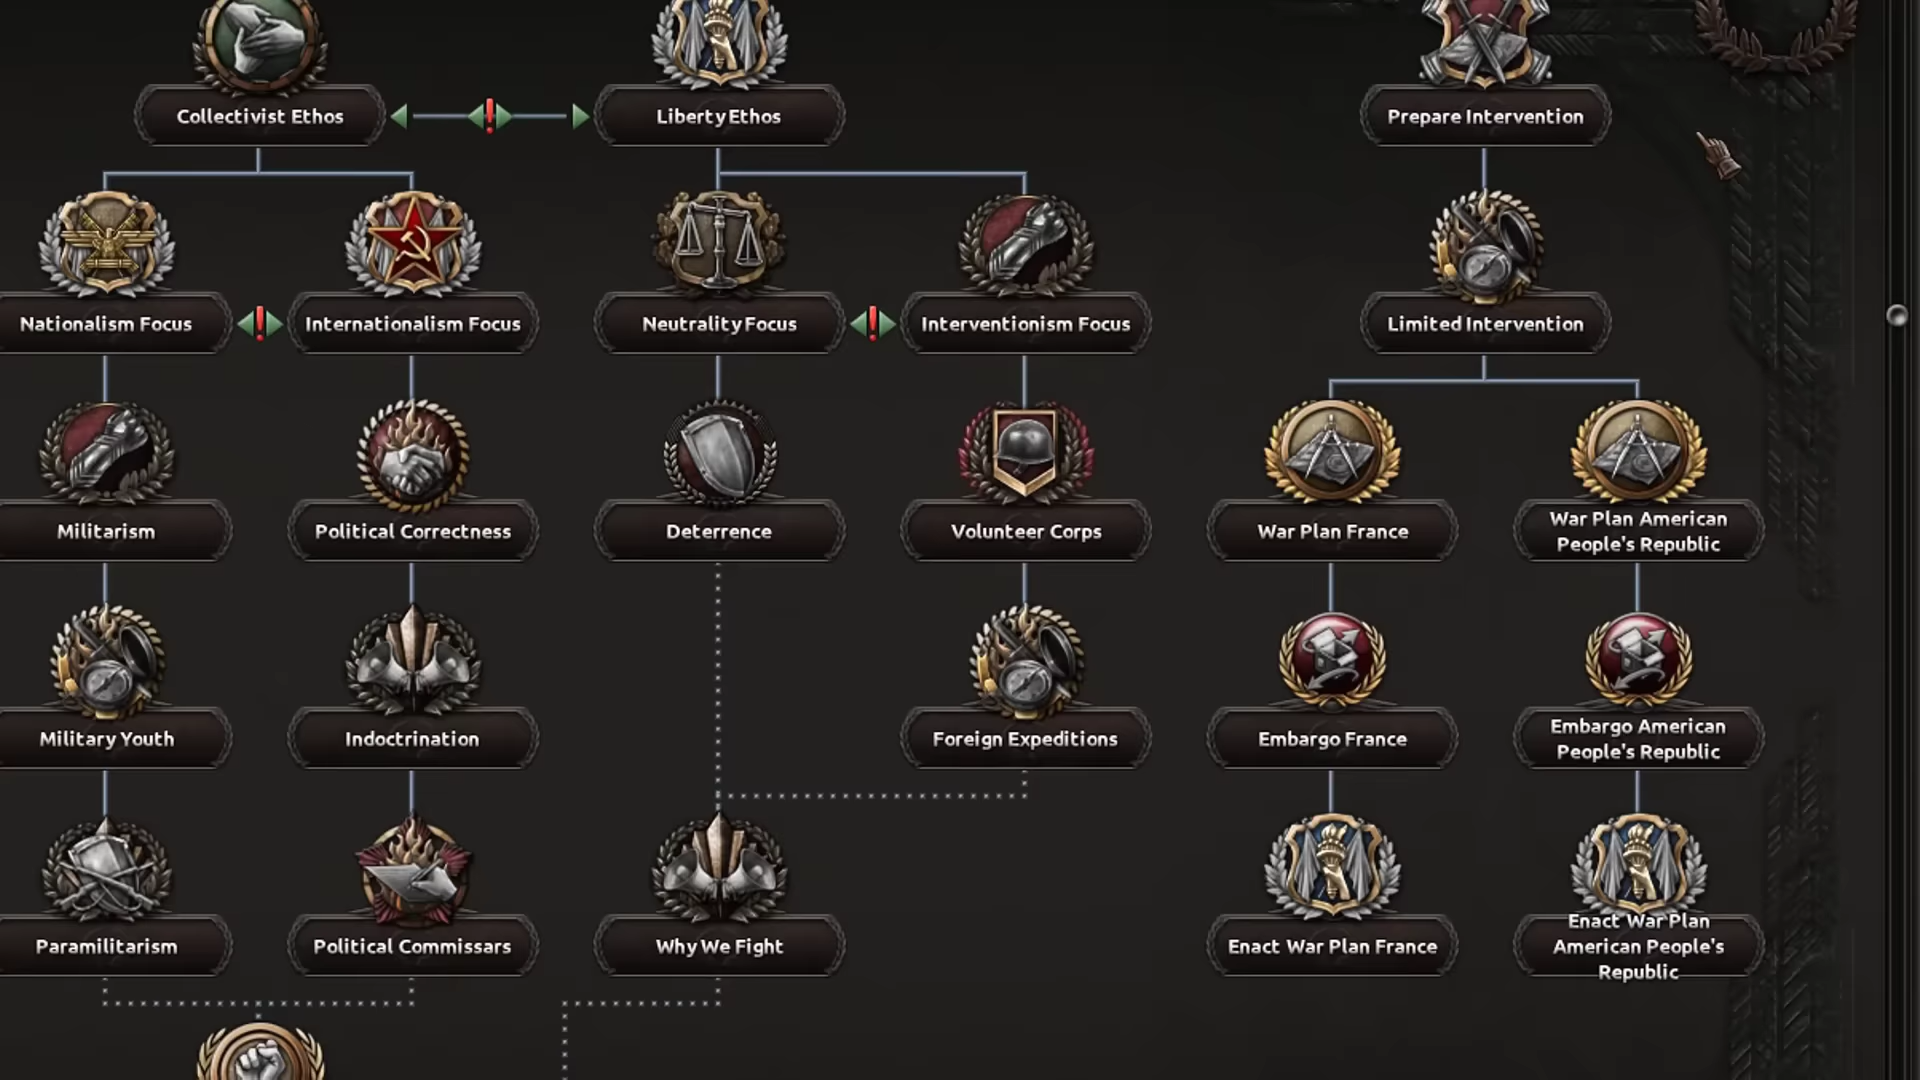 Collectivist Ethos
Liberty Ethos
Prepare Intervention
Nationalism Focus
Internationalism Focus
Neutrality Focus
Interventionism Focus
Limited Intervention
Militarism
Political Correctness
Deterrence
Volunteer Corps
War Plan France
War Plan American
People's Republic
Military Youth
Indoctrination
Foreign Expeditions
Embargo France
Embargo American
People's Republic
Paramilitarism
Political Commissars
Why We Fight
Enact War Plan France
Enact War Plan
American People's
Republic